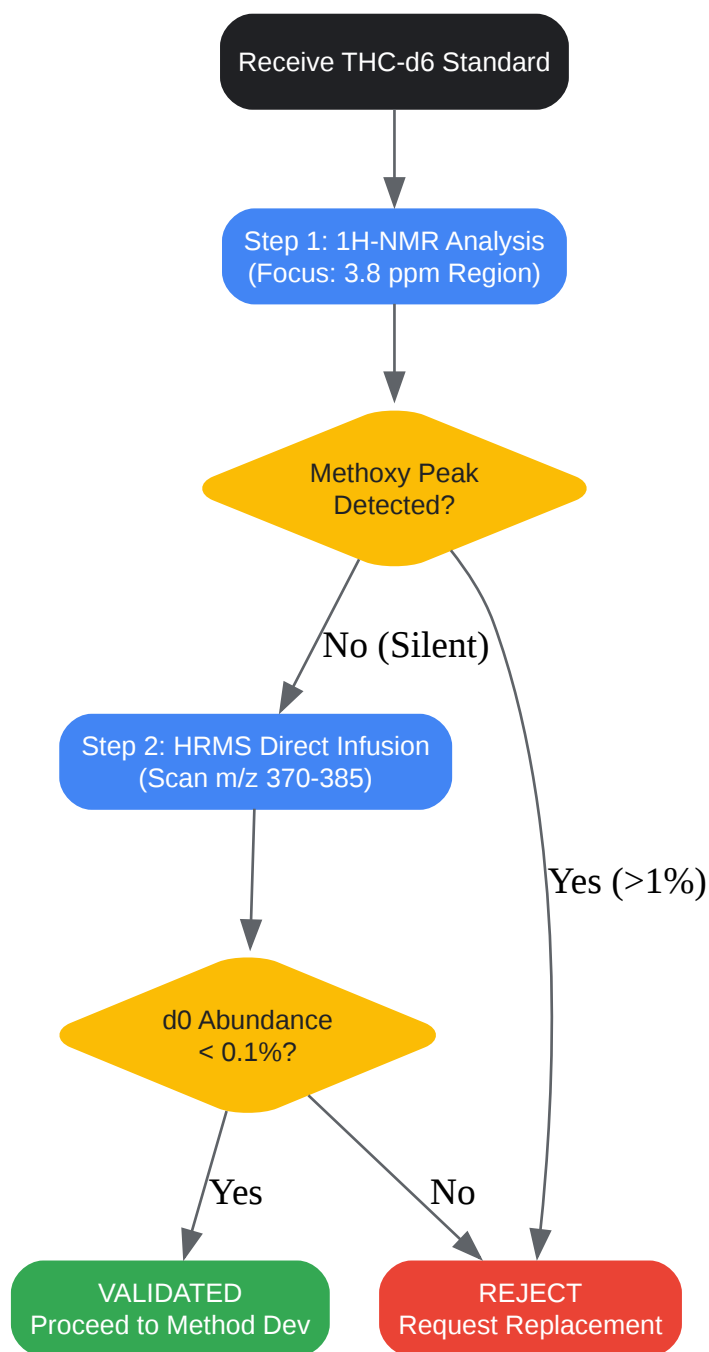 Receive THC-d6 Standard
Step 1: 1H-NMR Analysis
(Focus: 3.8 ppm Region)
Methoxy Peak
Detected?
No (Silent)
Step 2: HRMS Direct Infusion
(Scan m/z 370-385)
Yes (>1%)
d0 Abundance
< 0.1%?
Yes
No
VALIDATED
Proceed to Method Dev
REJECT
Request Replacement